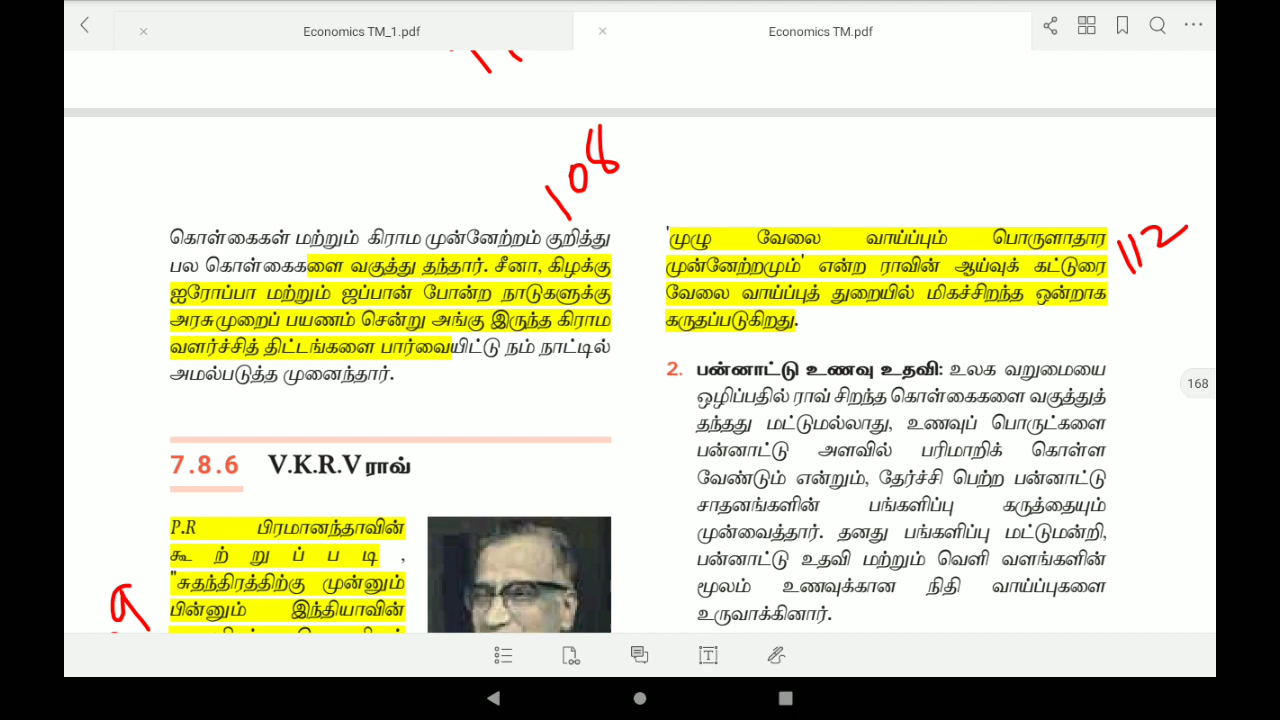 Economics TM_1.pdf
Economics TM.pdf
108
கொள்கைகள் மற்றும் கிராம முன்னேற்றம் குறித்து
பல கொள்கைகளை வகுத்து தந்தார். சீனா, கிழக்கு
ஐரோப்பா மற்றும் ஜப்பான் போன்ற நாடுகளுக்கு
அரசுமுறைப் பயணம் சென்று அங்கு இருந்த கிராம
வளர்ச்சித் திட்டங்களை பார்வையிட்டு நம் நாட்டில்
அமல்படுத்த முனைந்தார்.
7.8.6 V.K.R.V ராவ்
P.R பிரமானந்தாவின்
கூற்றுப்படி,
"சுதந்திரத்திற்கு முன்னும்
பின்னும் இந்தியாவின்
'முழு வேலை வாய்ப்பும் பொருளாதார
முன்னேற்றமும்' என்ற ராவின் ஆய்வுக் கட்டுரை
வேலை வாய்ப்புத் துறையில் மிகச்சிறந்த ஒன்றாக
கருதப்படுகிறது.
112
2. பன்னாட்டு உணவு உதவி: உலக வறுமையை
ஒழிப்பதில் ராவ் சிறந்த கொள்கைகளை வகுத்துத்
தந்தது மட்டுமல்லாது, உணவுப் பொருட்களை
பன்னாட்டு அளவில் பரிமாறிக் கொள்ள
வேண்டும் என்றும், தேர்ச்சி பெற்ற பன்னாட்டு
சாதனங்களின் பங்களிப்பு கருத்தையும்
முன்வைத்தார். தனது பங்களிப்பு மட்டுமன்றி,
பன்னாட்டு உதவி மற்றும் வெளி வளங்களின்
மூலம் உணவுக்கான நிதி வாய்ப்புகளை
உருவாக்கினார்.
168